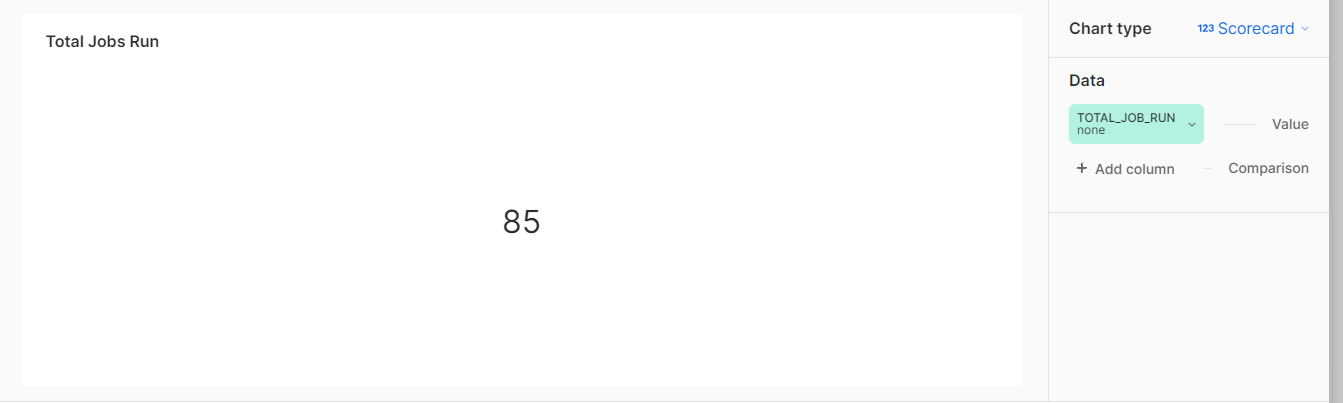 Total Jobs Run
85
Chart type
123 Scorecard
Data
TOTAL_JOB_RUN
none
Value
+ Add column
Comparison